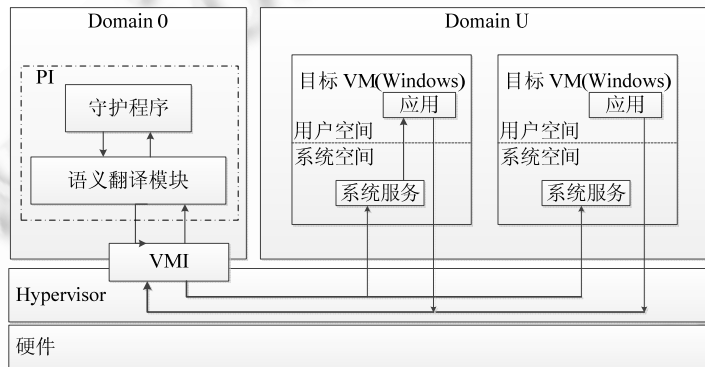 Domain 0
PI
守护程序
语义翻译模块
VMI
Domain U
目标 VM(Windows)
应用
用户空间
系统空间
系统服务
目标 VM(Windows)
应用
用户空间
系统空间
系统服务
Hypervisor
硬件